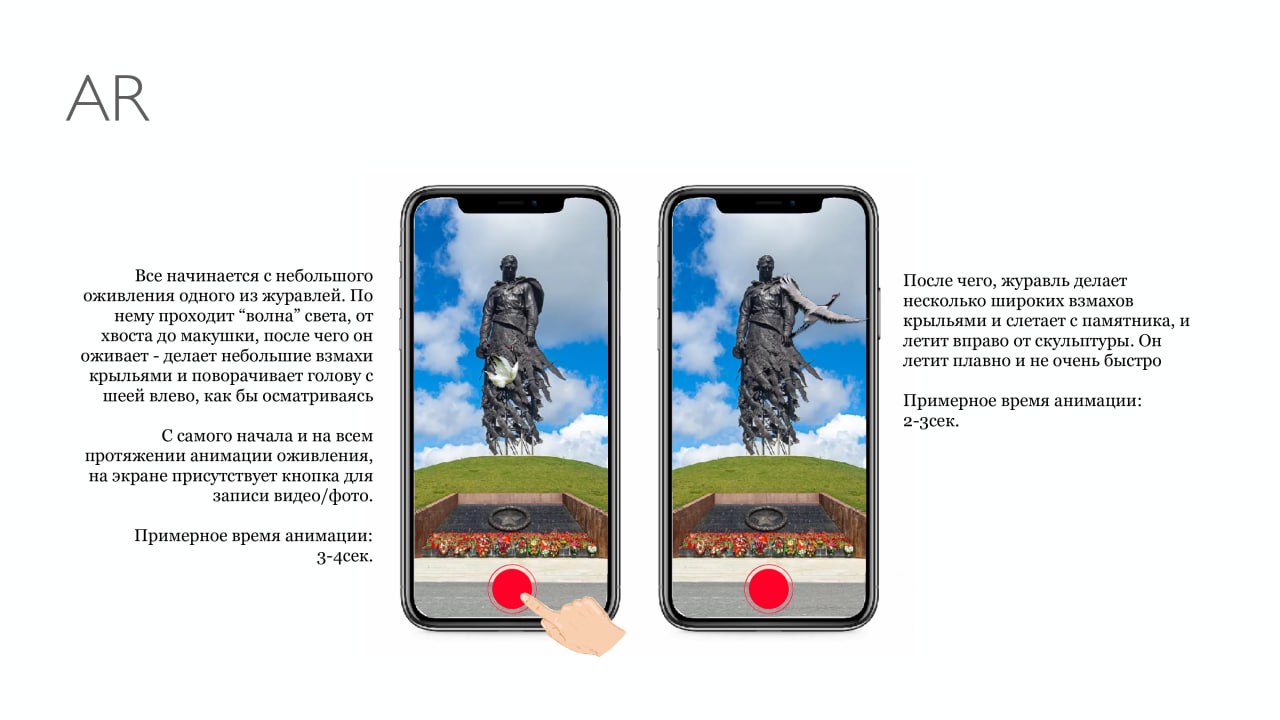 AR
Все начинается с небольшого
оживления одного из журавлей. По
нему проходит “волна” света, от
хвоста до макушки, после чего он
оживает - делает небольшие взмахи
крыльями и поворачивает голову с
шеей влево, как бы осматриваясь
С самого начала и на всем
протяжении анимации оживления,
на экране присутствует кнопка для
записи видео/фото.
Примерное время анимации:
3-4сек.
После чего, журавль делает
несколько широких взмахов
крыльями и слетает с памятника, и
летит вправо от скульптуры. Он
летит плавно и не очень быстро
Примерное время анимации:
2-3сек.